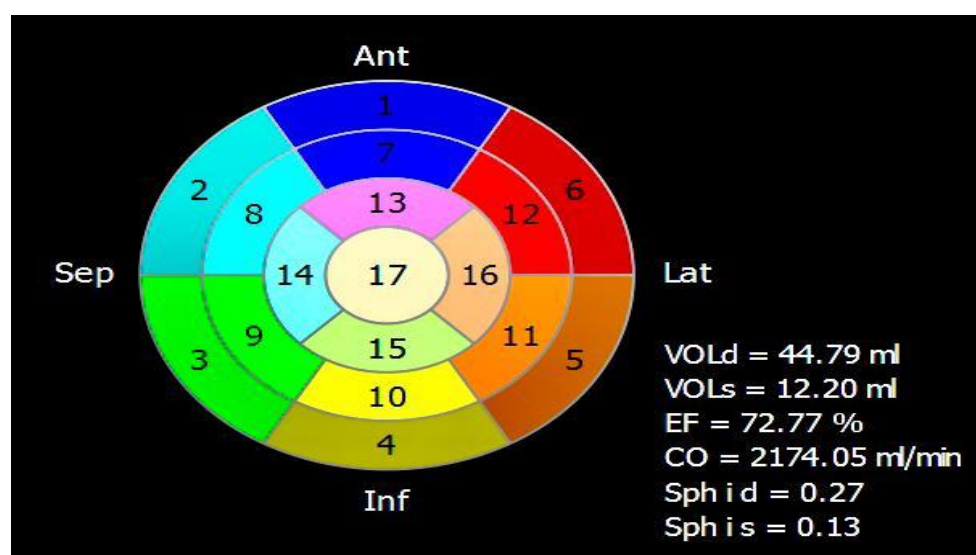 Ant
1
7
2
6
13
8
12
Sep
14
17
16
Lat
9
15
11
3
5
10
4
Inf
VOLd = 44.79 ml
VOLs = 12.20 ml
EF = 72.77 %
CO = 2174.05 ml/min
Sph i d = 0.27
Sph i s = 0.13